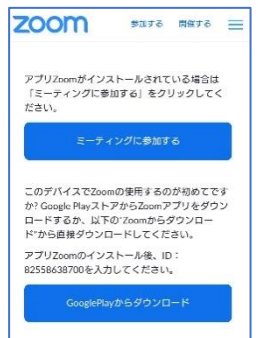 zoom 参加する 開催する
アプリZoomがインストールされている場合は
「ミーティングに参加する」をクリックしてく
ださい。
ミーティングに参加する
このデバイスでZoomの使用するのが初めてです
か? Google PlayストアからZoomアプリをダウン
ロードするか、以下の"Zoomからダウンロー
ド"から直接ダウンロードしてください。
アプリZoomのインストール後、ID：
82558638700を入力してください。
GooglePlayからダウンロード